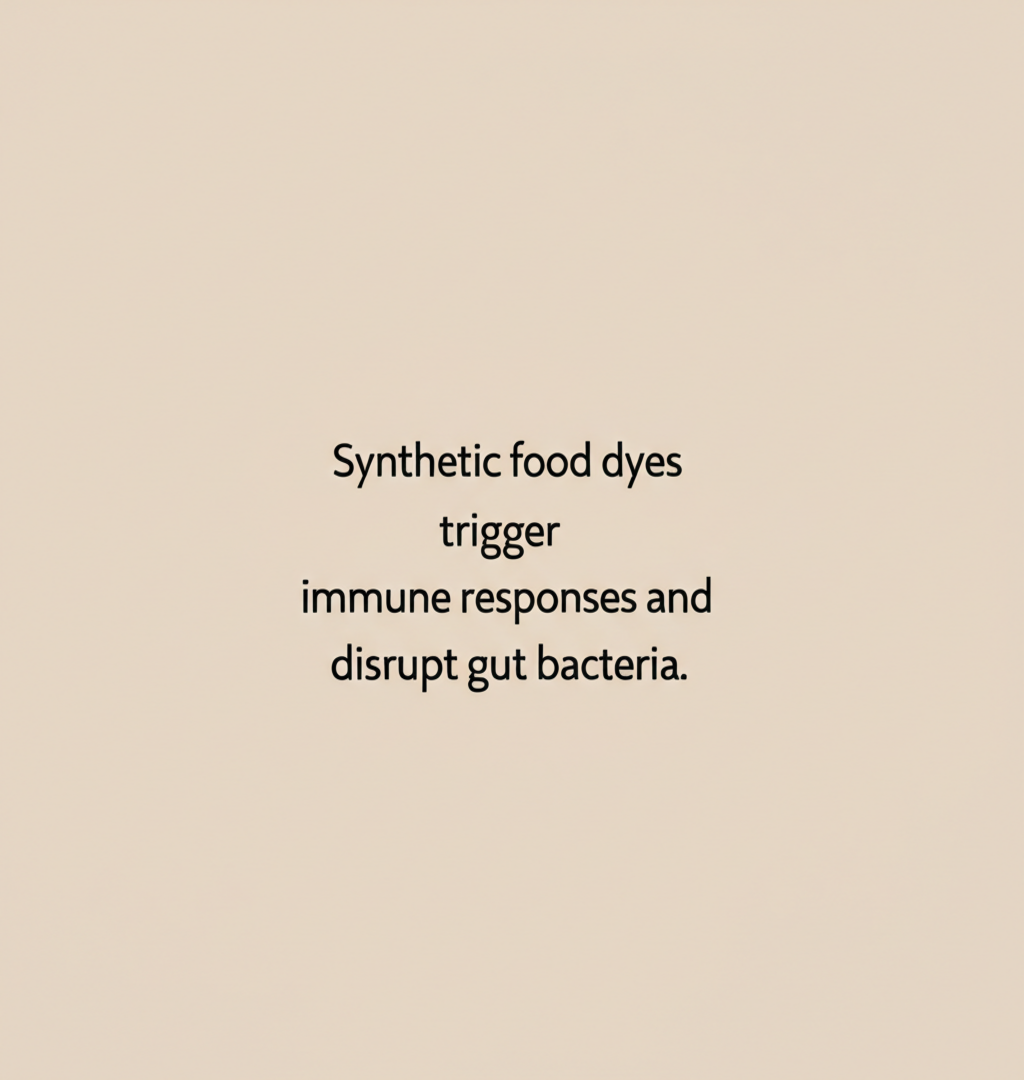 Synthetic food dyes
trigger
immune responses and
disrupt gut bacteria.